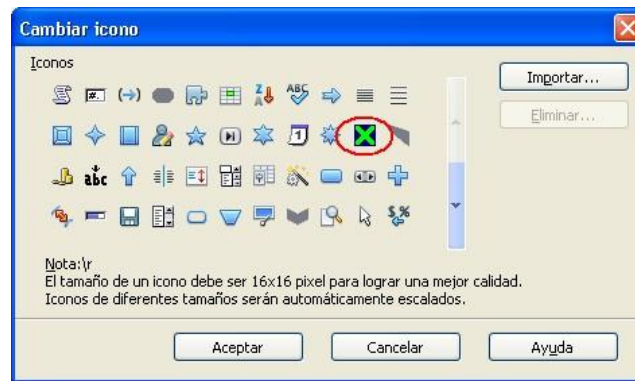 Cambiar icono
Iconos
Importar...
Eliminar...
Nota:\r
El tamaño de un icono debe ser 16x16 pixel para lograr una mejor calidad.
Iconos de diferentes tamaños serán automáticamente escalados.
Aceptar
Cancelar
Ayuda